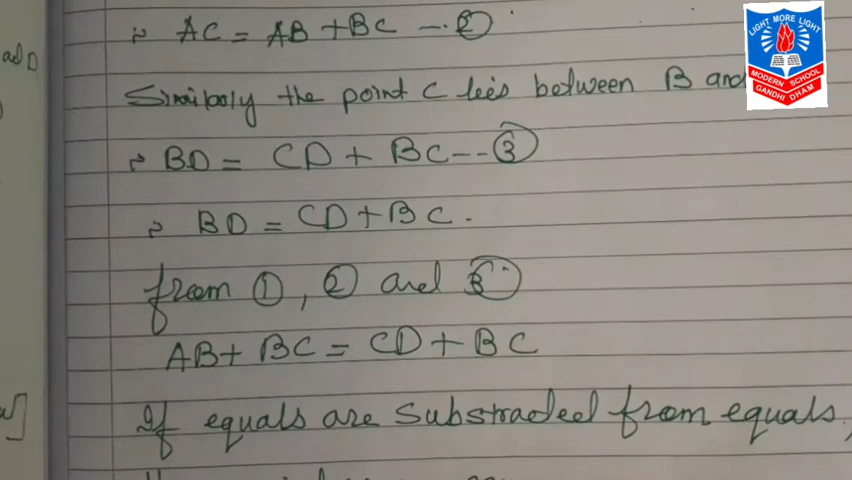 ∴ AC = AB + BC --- ②
Similarly the point C lies between B and
∴ BD = CD + BC --- ③
∴ BD = CD + BC.
from ①, ② and ③
AB + BC = CD + BC
If equals are Substracted from equals,
LIGHT MORE LIGHT
MODERN SCHOOL
GANDHI DHAM